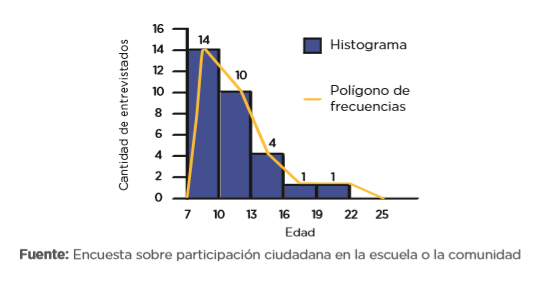 Cantidad de entrevistados
16
14
12
10
8
6
4
2
0
14
10
4
1
1
7 10 13 16 19 22 25
Edad
Histograma
Polígono de
frecuencias
Fuente: Encuesta sobre participación ciudadana en la escuela o la comunidad